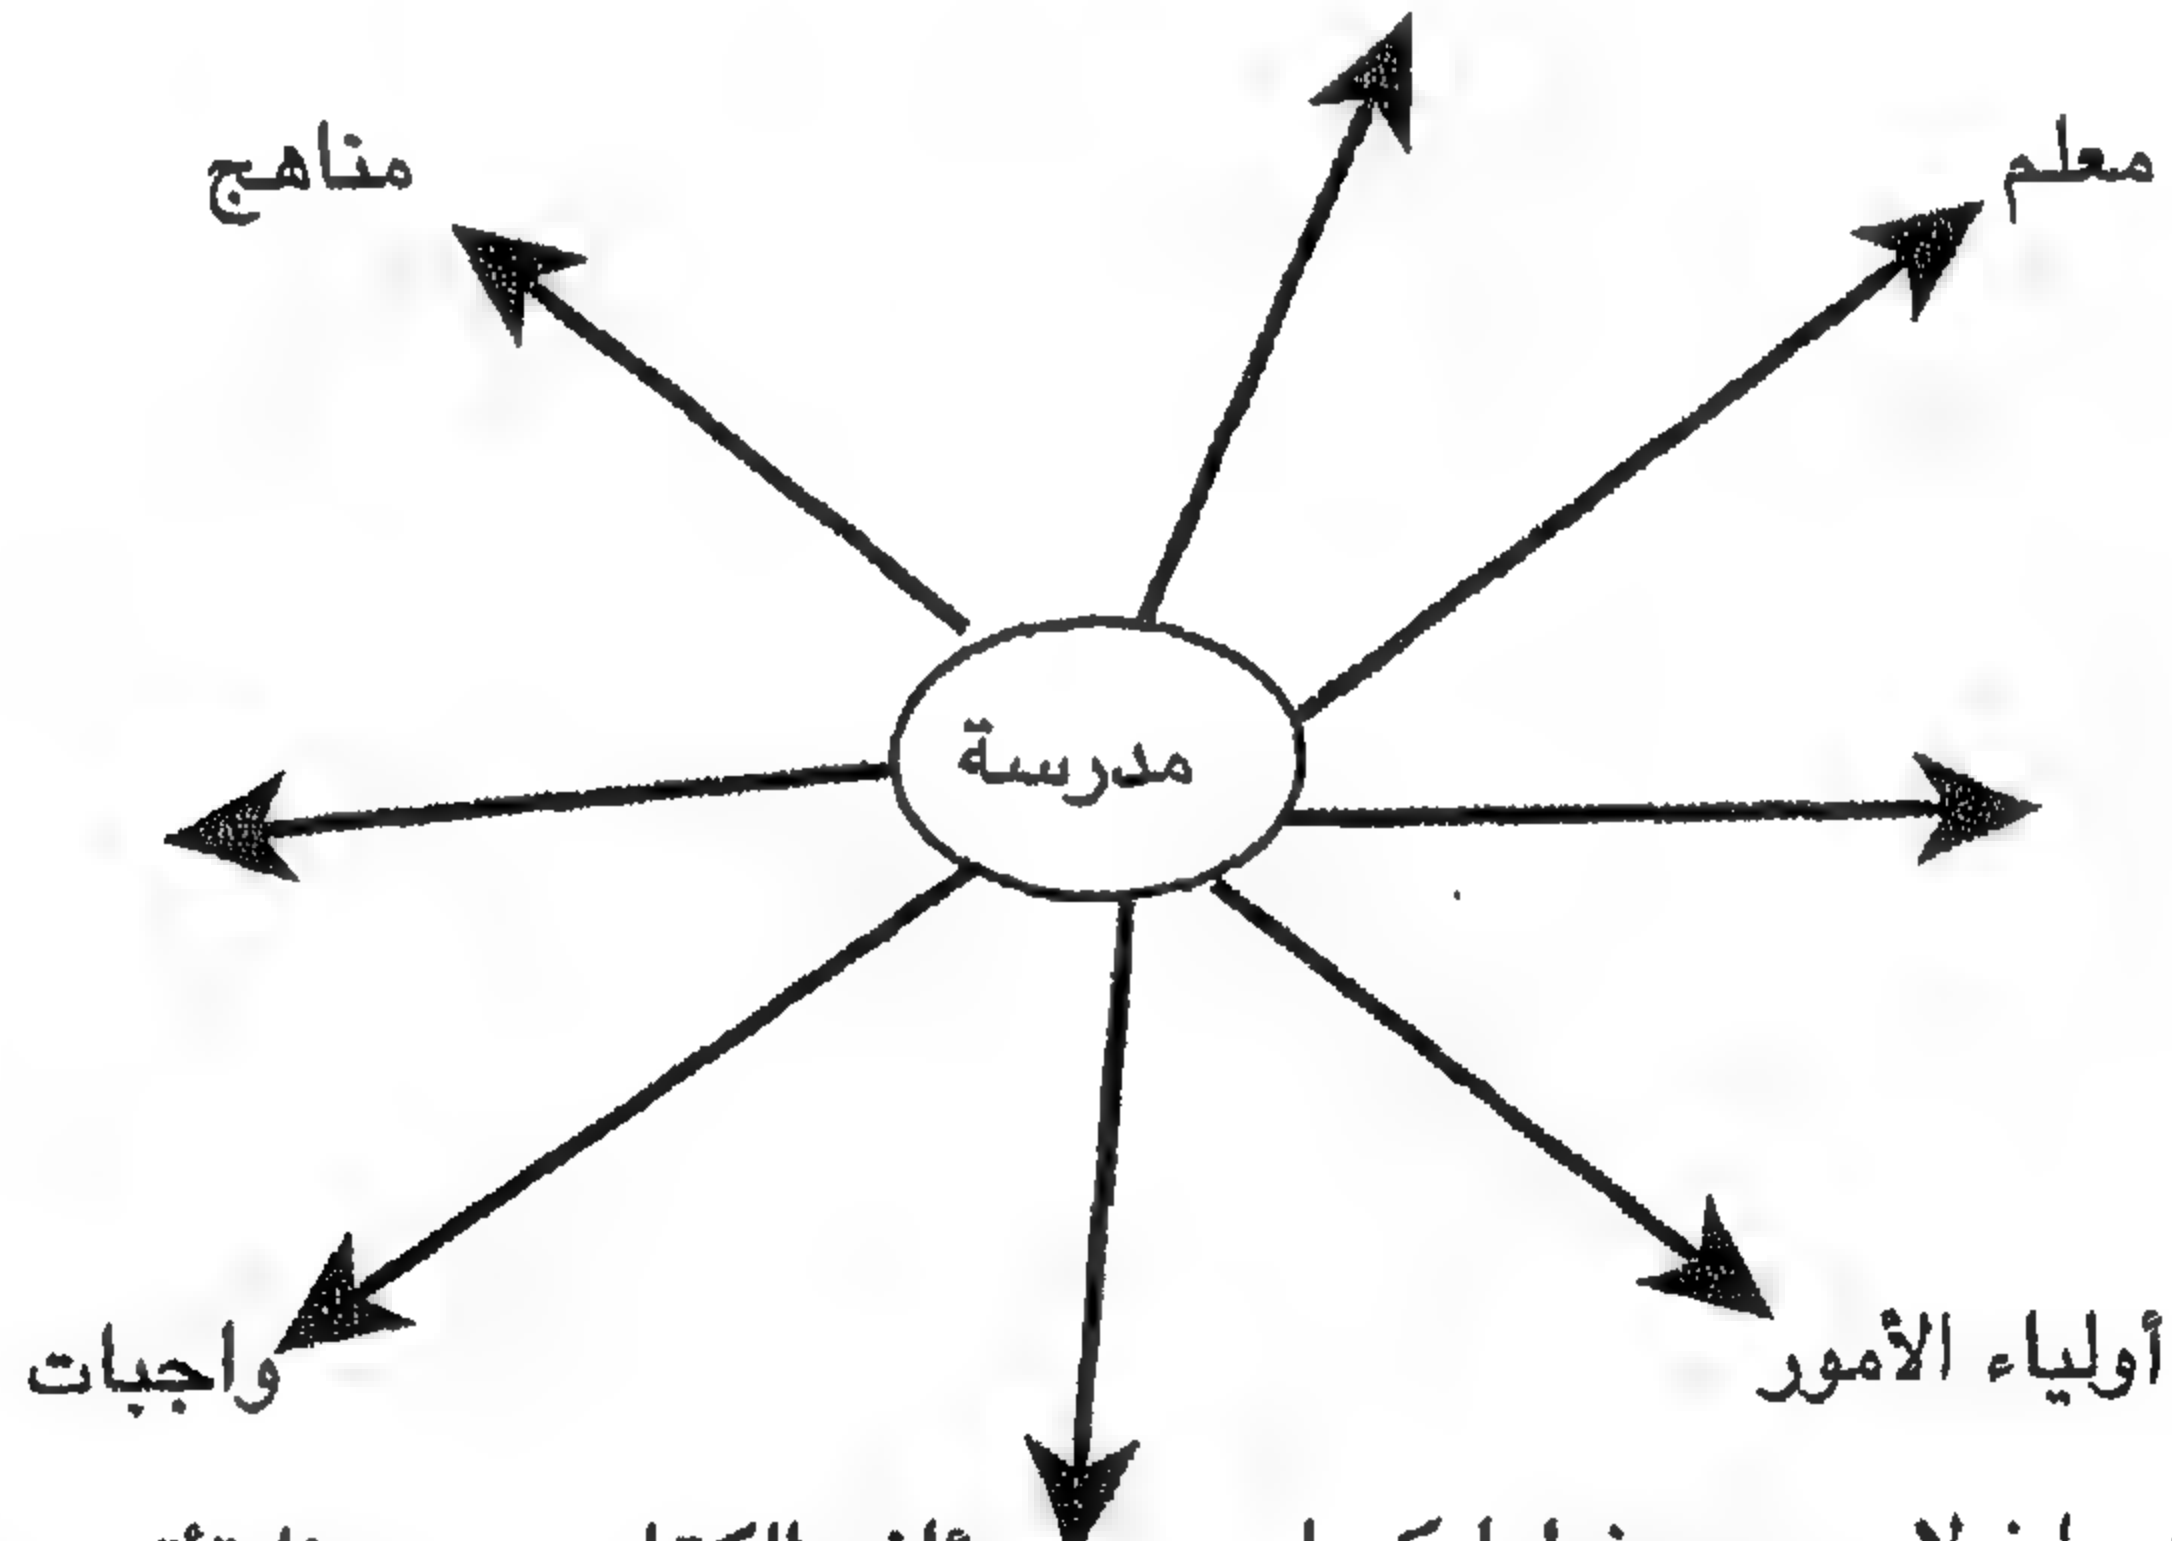 معلم
مناهج
مدرسة
أولياء الأمور
واجبات